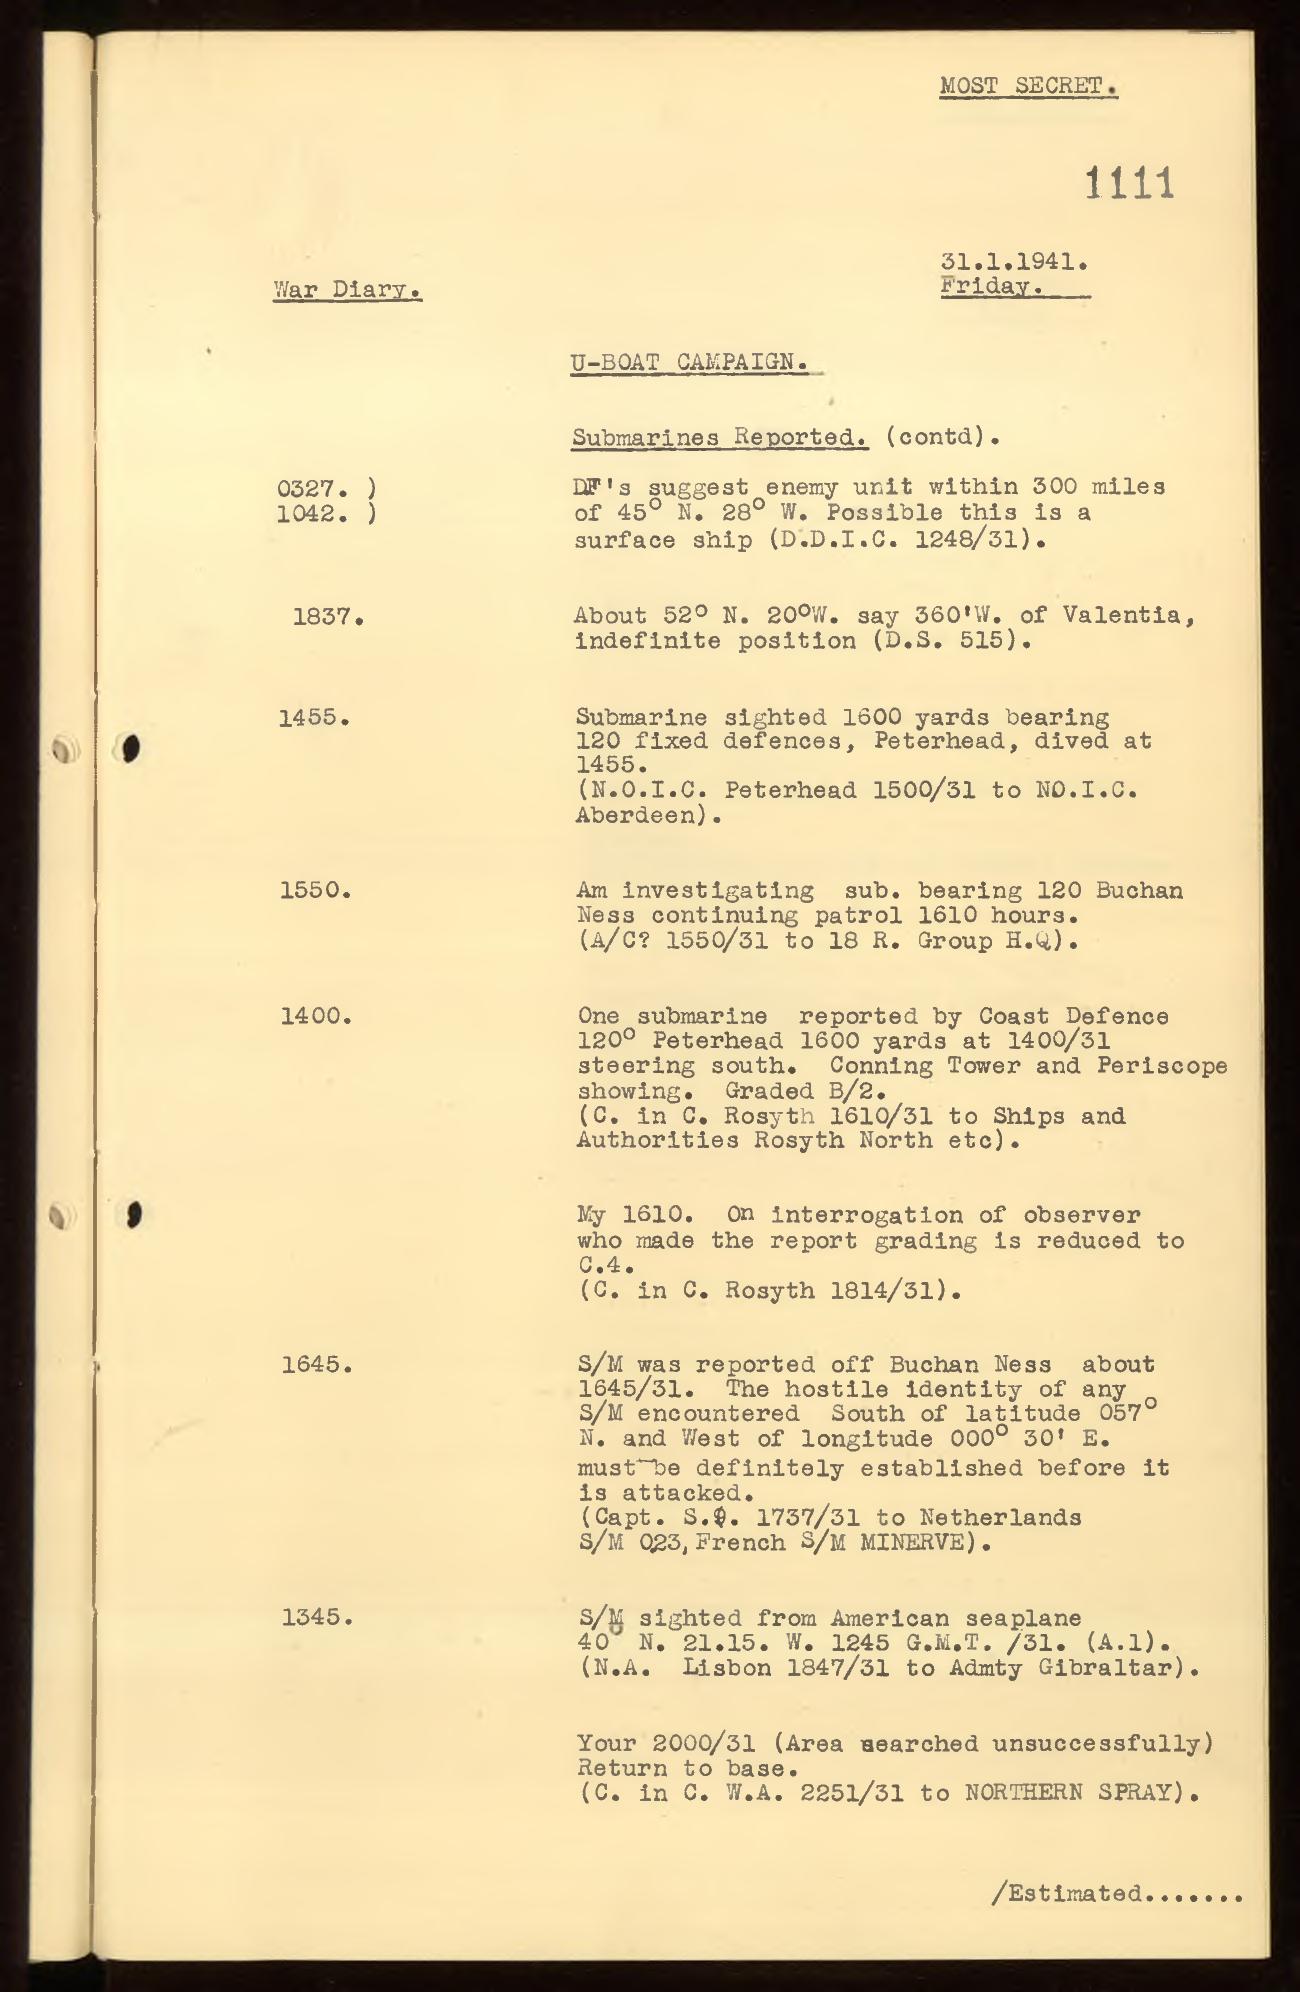 MOST SECRET.
1111
31.1.1941.
War Diary.
Friday.
U-BOAT CAMPAIGN.
Submarines Reported. (contd).
0327. ) DF's suggest enemy unit within 300 miles
1042. ) of 45° N. 28° W. Possible this is a
surface ship (D.D.I.C. 1248/31).
1837. About 52° N. 20°W. say 360'W. of Valentia,
indefinite position (D.S. 515).
1455. Submarine sighted 1600 yards bearing
120 fixed defences, Peterhead, dived at
1455.
(N.O.I.C. Peterhead 1500/31 to NO.I.C.
Aberdeen).
1550. Am investigating sub. bearing 120 Buchan
Ness continuing patrol 1610 hours.
(A/C? 1550/31 to 18 R. Group H.Q).
1400. One submarine reported by Coast Defence
120° Peterhead 1600 yards at 1400/31
steering south. Conning Tower and Periscope
showing. Graded B/2.
(C. in C. Rosyth 1610/31 to Ships and
Authorities Rosyth North etc).
My 1610. On interrogation of observer
who made the report grading is reduced to
C.4.
(C. in C. Rosyth 1814/31).
1645. S/M was reported off Buchan Ness about
1645/31. The hostile identity of any
S/M encountered South of latitude 057°
N. and West of longitude 000° 30' E.
must be definitely established before it
is attacked.
(Capt. 1737/31 to Netherlands
S/M 023, French S/M MINERVE).
1345. S/M sighted from American seaplane
40° N. 21.15. W. 1245 G.M.T. /31. (A.1).
(N.A. Lisbon 1847/31 to Admty Gibraltar).
Your 2000/31 (Area searched unsuccessfully)
Return to base.
(C. in C. W.A. 2251/31 to NORTHERN SPRAY).
/Estimated.......